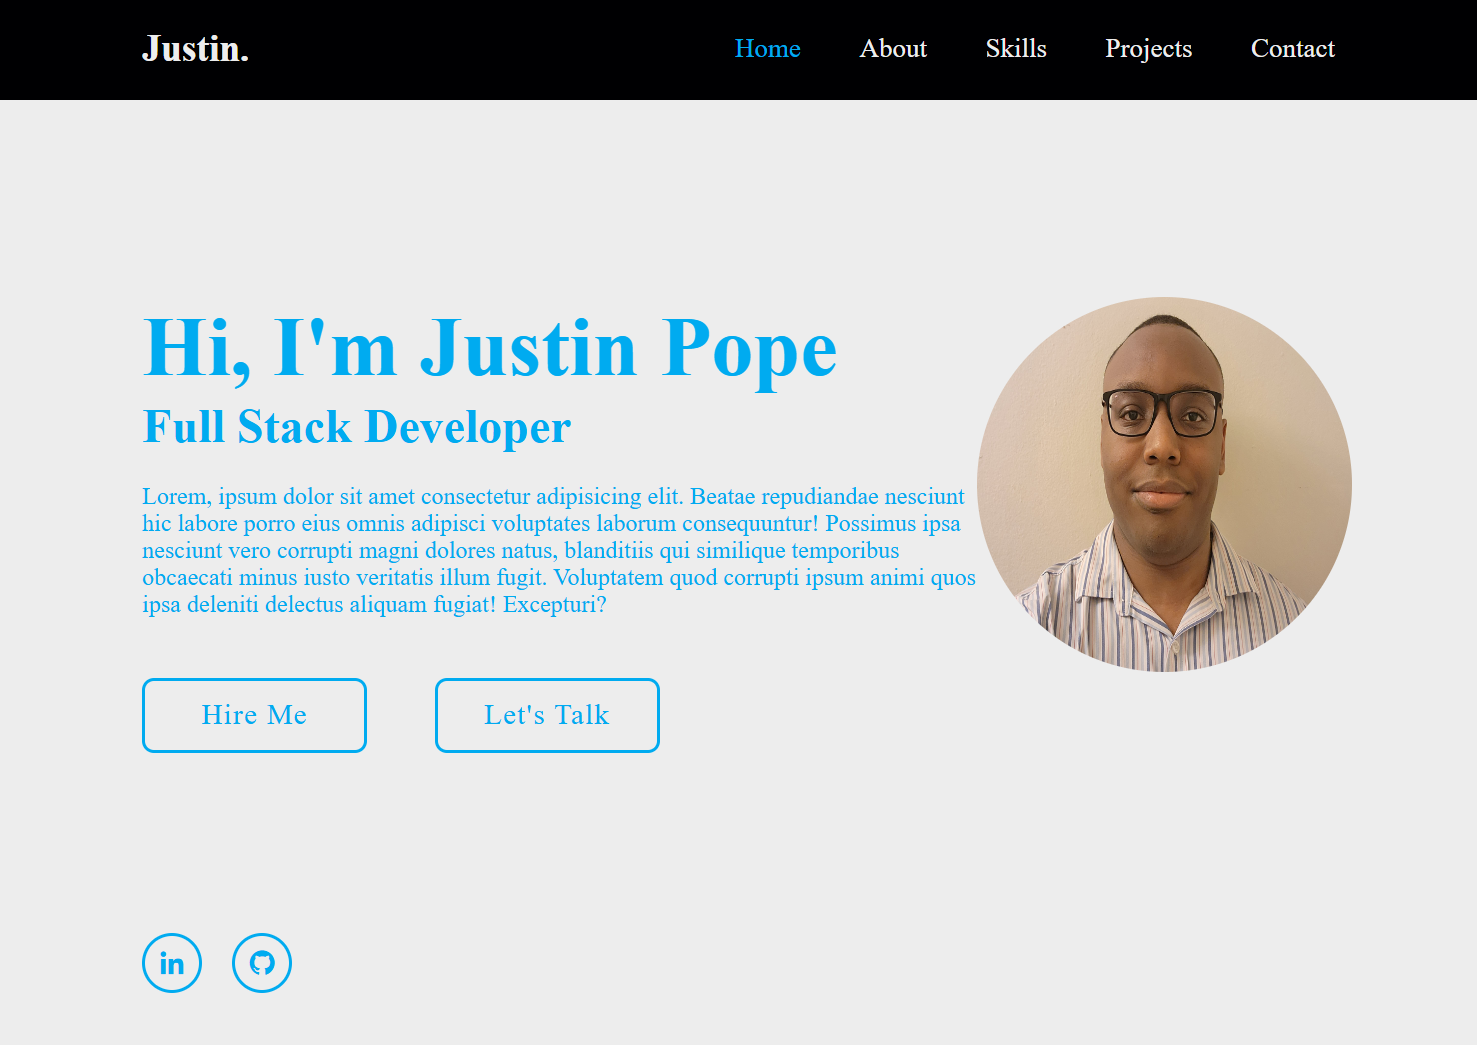 Justin.
Home About Skills Projects Contact
Hi, I'm Justin Pope
Full Stack Developer
Lorem, ipsum dolor sit amet consectetur adipisicing elit. Beatae repudiandae nesciunt
hic labore porro eius omnis adipisci voluptates laborum consequuntur! Possimus ipsa
nesciunt vero corrupti magni dolores natus, blanditiis qui similique temporibus
obcaecati minus iusto veritatis illum fugit. Voluptatem quod corrupti ipsum animi quos
ipsa deleniti delectus aliquam fugiat! Excepturi?
Hire Me
Let's Talk
in